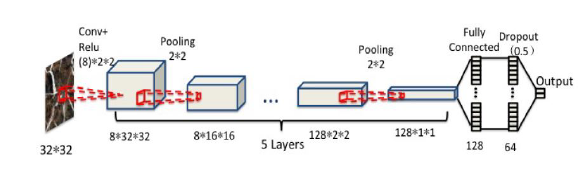 Conv+
Relu
(8)*2*2
Pooling
2*2
Pooling
2*2
Fully
Connected
Dropout
(0.5)
Output
...
32*32
8*32*32
8*16*16
128*2*2
128*1*1
128
64
5 Layers